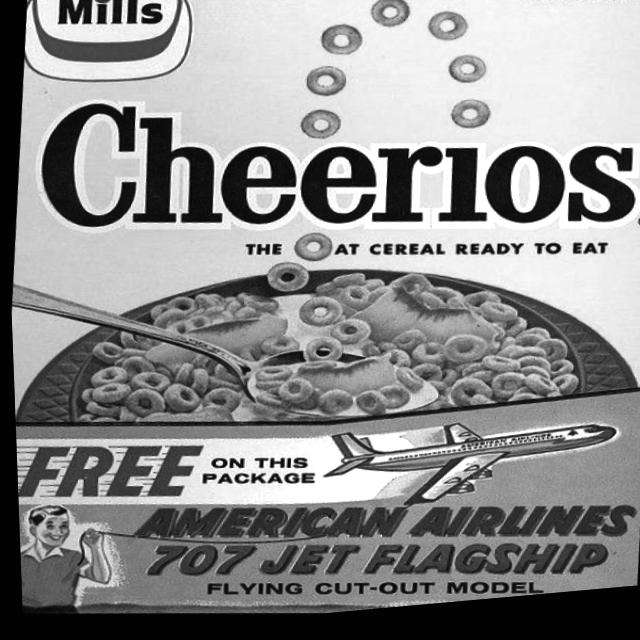 Mills
Cheerios
THE OAT CEREAL READY TO EAT
FREE ON THIS PACKAGE
AMERICAN AIRLINES
707 JET FLAGSHIP
FLYING CUT-OUT MODEL